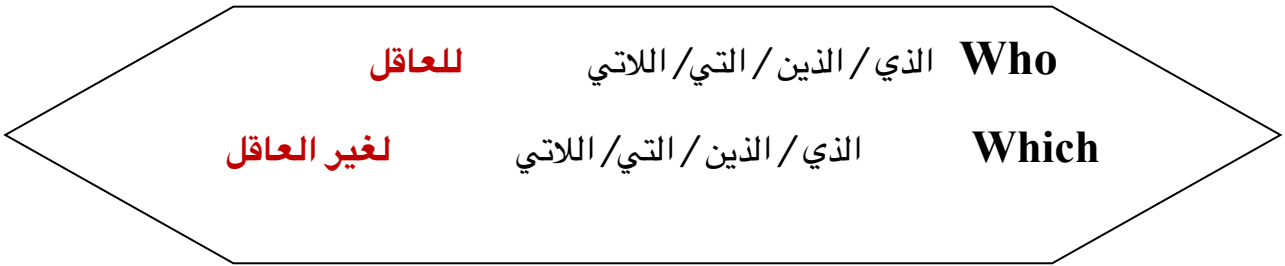 Who الذي / الذين / التي/ اللاتي للعاقل
Which الذي / الذين / التي/ اللاتي لغير العاقل